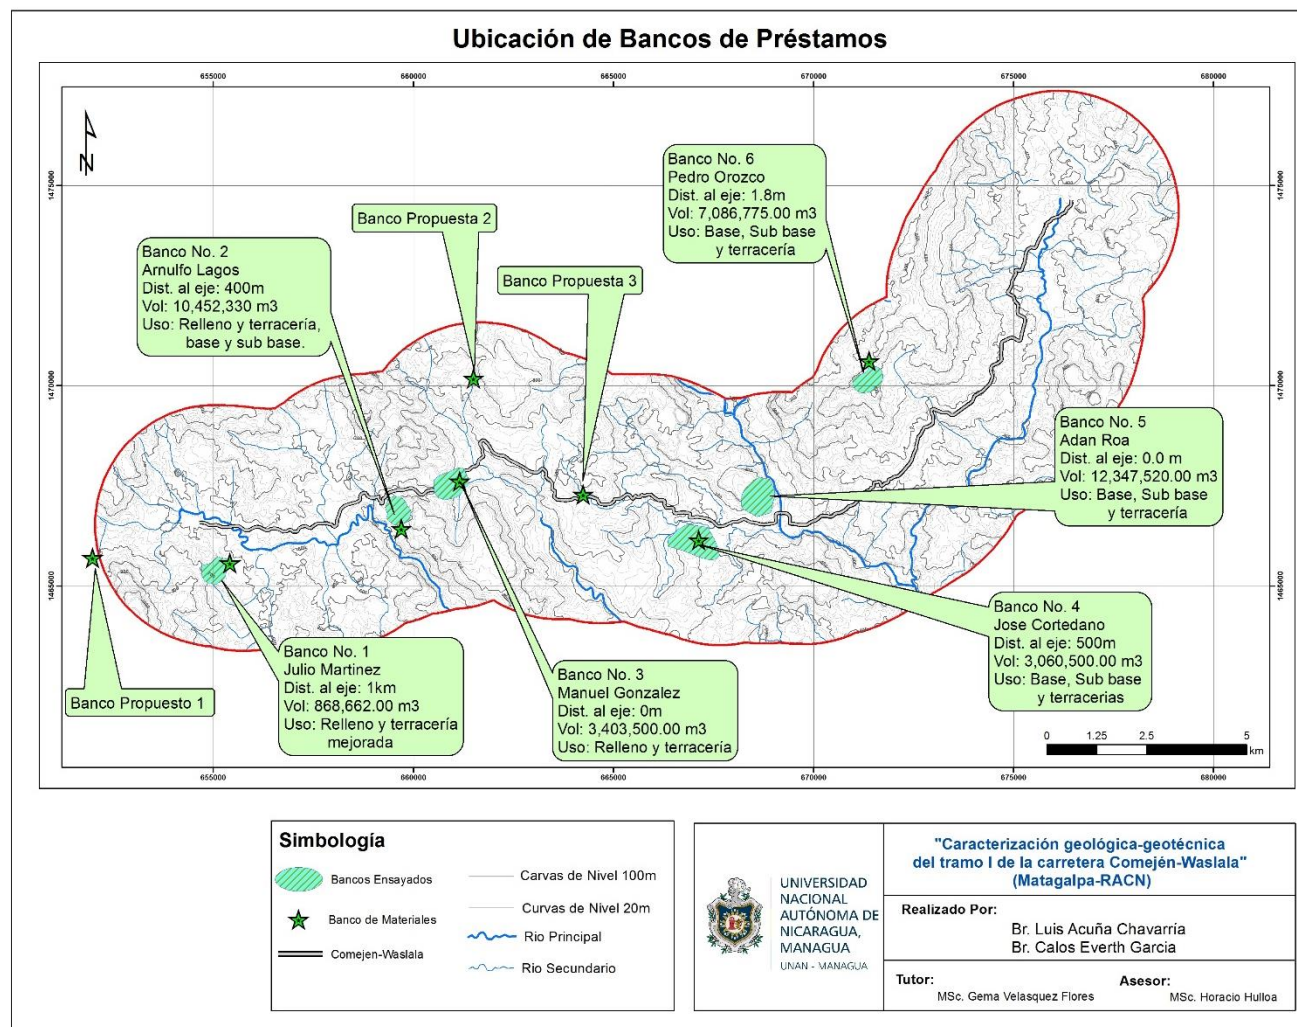 Ubicación de Bancos de Préstamos
655000
660000
665000
670000
675000
680000
1475000
1470000
1465000
1475000
1470000
1465000
N
Banco No. 6
Pedro Orozco
Dist. al eje: 1.8m
Vol: 7,086,775.00 m3
Uso: Base, Sub base
y terracería
Banco Propuesta 2
Banco No. 2
Arnulfo Lagos
Dist. al eje: 400m
Vol: 10,452,330 m3
Uso: Relleno y terracería,
base y sub base.
Banco Propuesta 3
Banco No. 5
Adan Roa
Dist. al eje: 0.0 m
Vol: 12,347,520.00 m3
Uso: Base, Sub base
y terracería
Banco No. 4
Jose Cortedano
Dist. al eje: 500m
Vol: 3,060,500.00 m3
Uso: Base, Sub base
y terracerias
Banco No. 1
Julio Martinez
Dist. al eje: 1km
Vol: 868,662.00 m3
Uso: Relleno y terracería
mejorada
Banco No. 3
Manuel Gonzalez
Dist. al eje: 0m
Vol: 3,403,500.00 m3
Uso: Relleno y terracería
Banco Propuesto 1
0 1.25 2.5 5
km
655000
660000
665000
670000
675000
680000
Simbología
Bancos Ensayados
Banco de Materiales
Comejen-Waslala
Carvas de Nivel 100m
Curvas de Nivel 20m
Rio Principal
Rio Secundario
UNIVERSIDAD
NACIONAL
AUTÓNOMA DE
NICARAGUA,
MANAGUA
UNAN - MANAGUA
"Caracterización geológica-geotécnica
del tramo I de la carretera Comején-Waslala"
(Matagalpa-RACN)
Realizado Por:
Br. Luis Acuña Chavarría
Br. Calos Everth Garcia
Tutor:
MSc. Gema Velasquez Flores
Asesor:
MSc. Horacio Hulloa